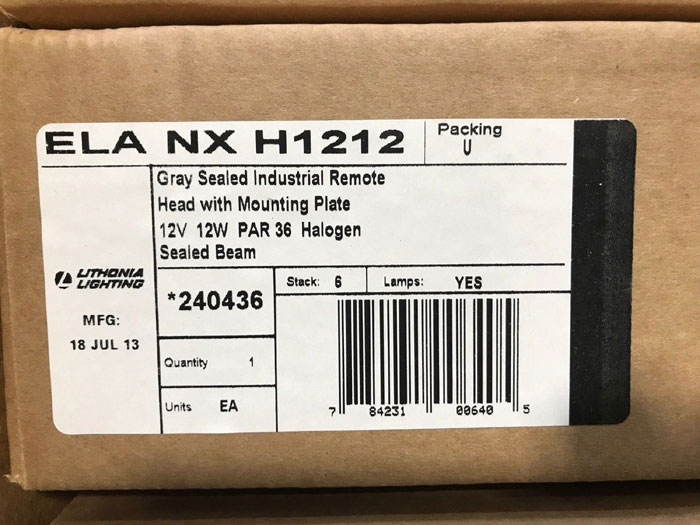 ELA NX H1212
Packing
U
Gray Sealed Industrial Remote
Head with Mounting Plate
12V 12W PAR 36 Halogen
Sealed Beam
LITHONIA
LIGHTING
MFG:
18 JUL 13
*240436
Stack: 6
Lamps: YES
Quantity 1
Units EA
7 84231 00640 5